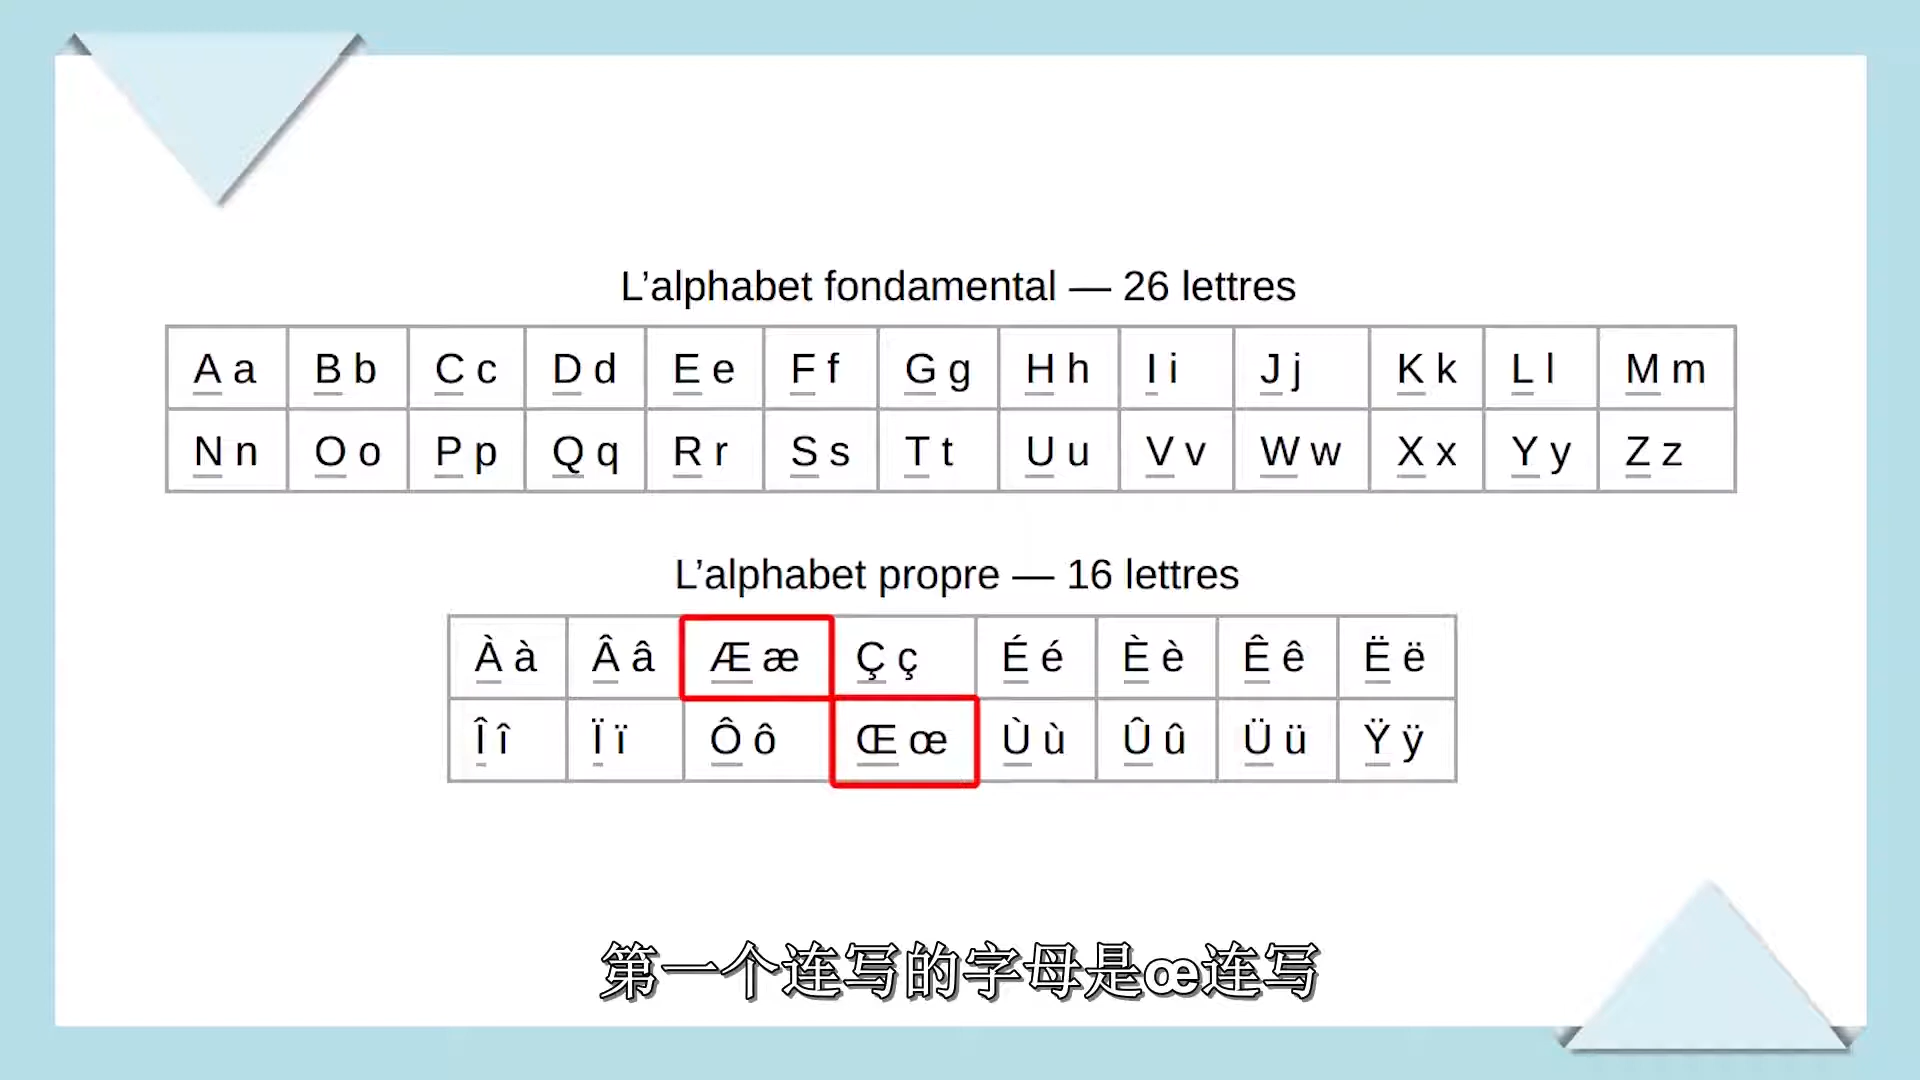 L’alphabet fondamental — 26 lettres
A a B b C c D d E e F f G g H h I i J j K k L l M m
N n O o P p Q q R r S s T t U u V v W w X x Y y Z z
L’alphabet propre — 16 lettres
À à Â â Æ æ Ç ç É é È è Ê ê Ë ë
Î î Ï ï Ô ô Œ œ Ù ù Û û Ü ü Ÿ ÿ
第一个连写的字母是œ连写